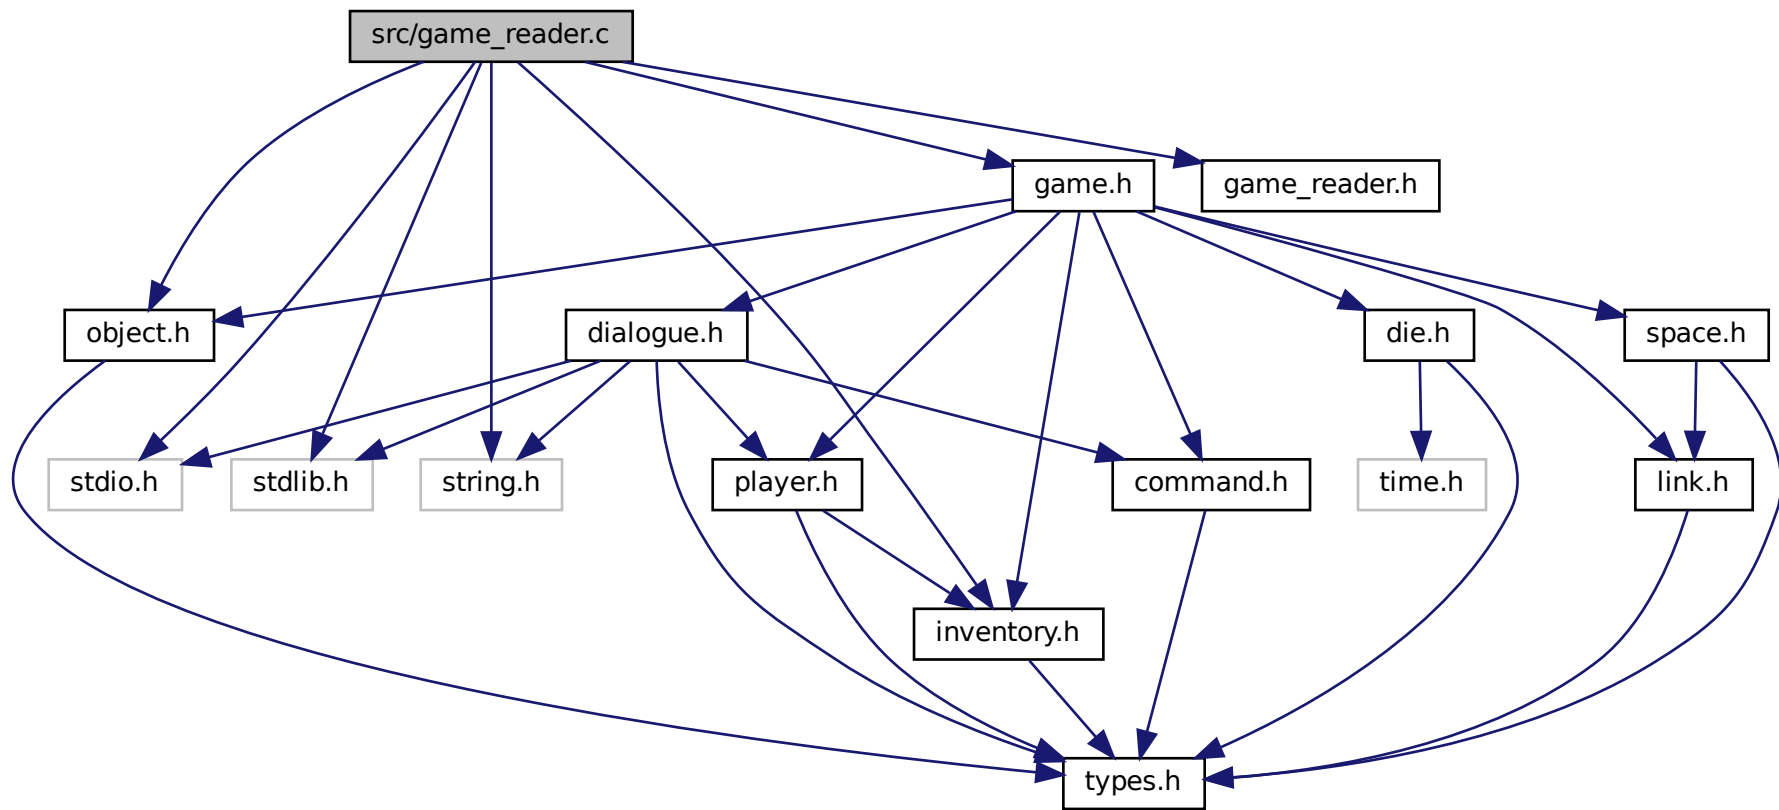 src/game_reader.c
game.h
game_reader.h
object.h
dialogue.h
die.h
space.h
stdio.h
stdlib.h
string.h
player.h
command.h
time.h
link.h
inventory.h
types.h